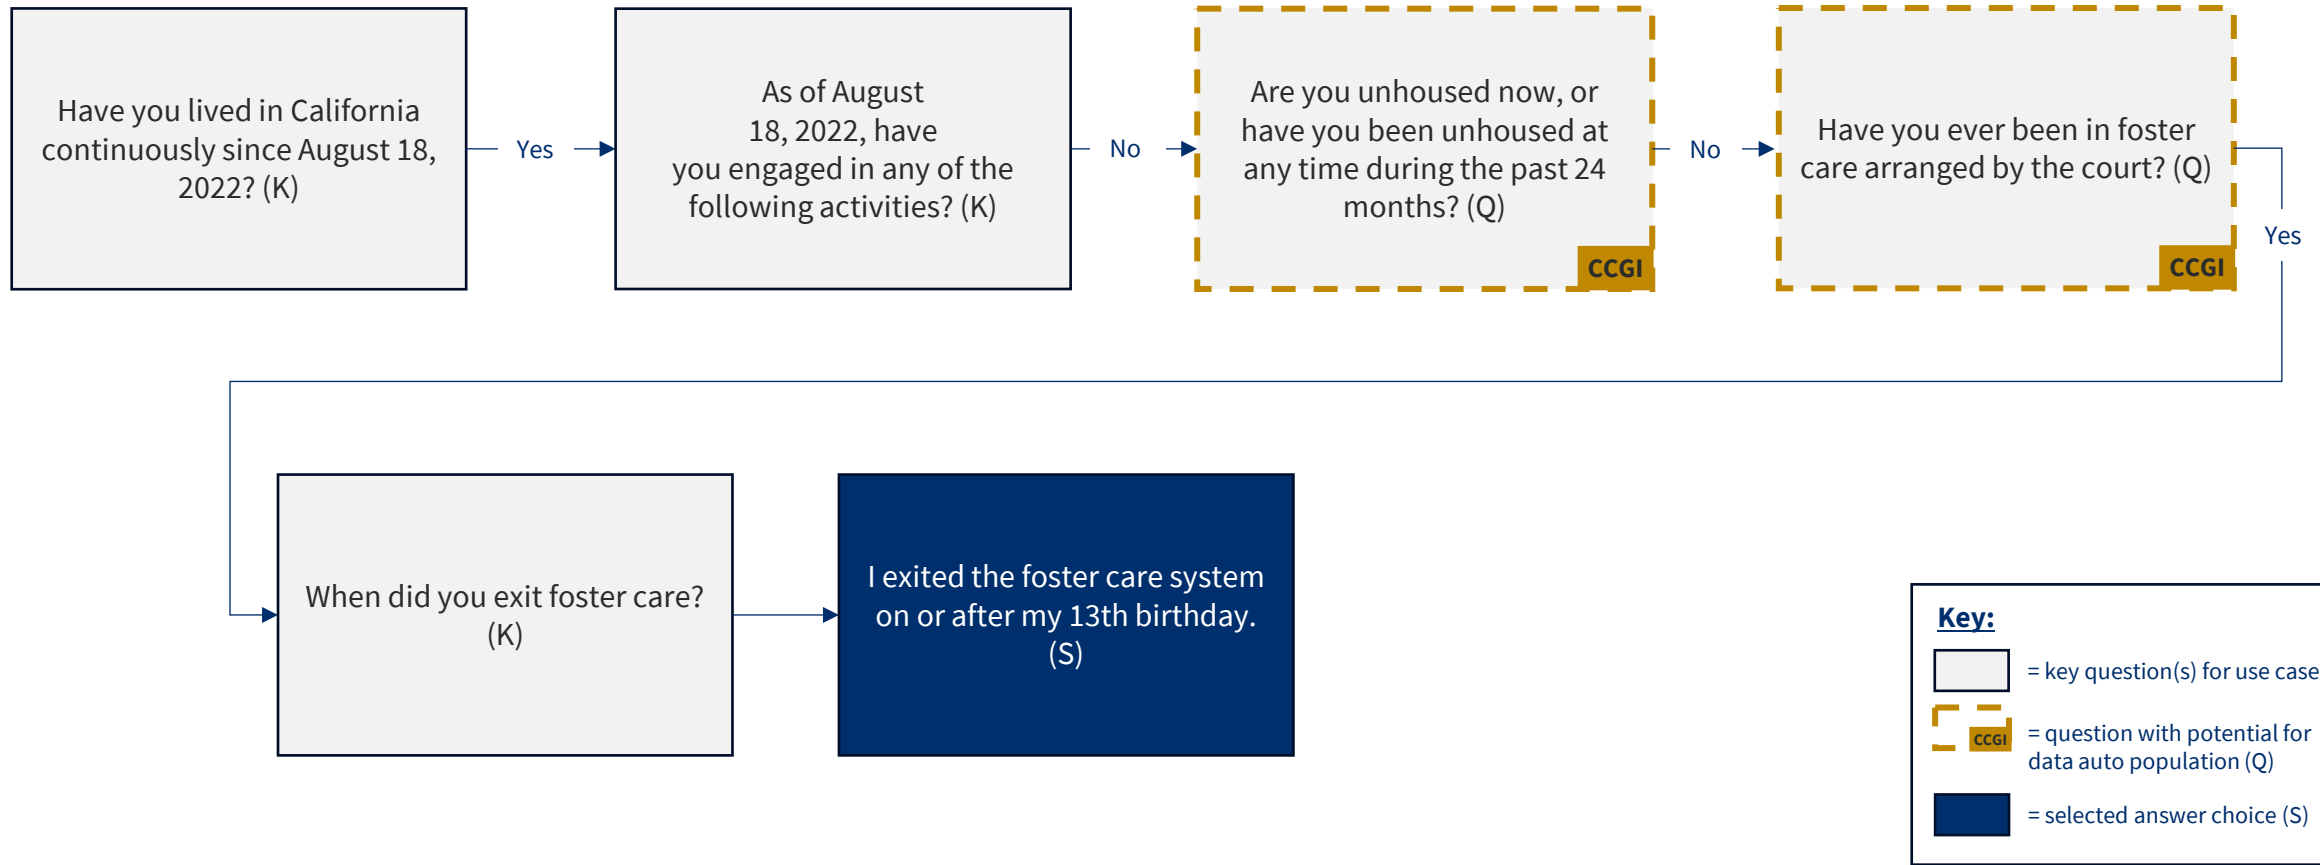 Have you lived in California
continuously since August 18,
2022? (K)
Yes
As of August
18, 2022, have
you engaged in any of the
following activities? (K)
No
Are you unhoused now, or
have you been unhoused at
any time during the past 24
months? (Q)
CCGI
No
Have you ever been in foster
care arranged by the court? (Q)
CCGI
Yes
When did you exit foster care?
(K)
I exited the foster care system
on or after my 13th birthday.
(S)
Key:
= key question(s) for use case
CCGI
= question with potential for
data auto population (Q)
= selected answer choice (S)